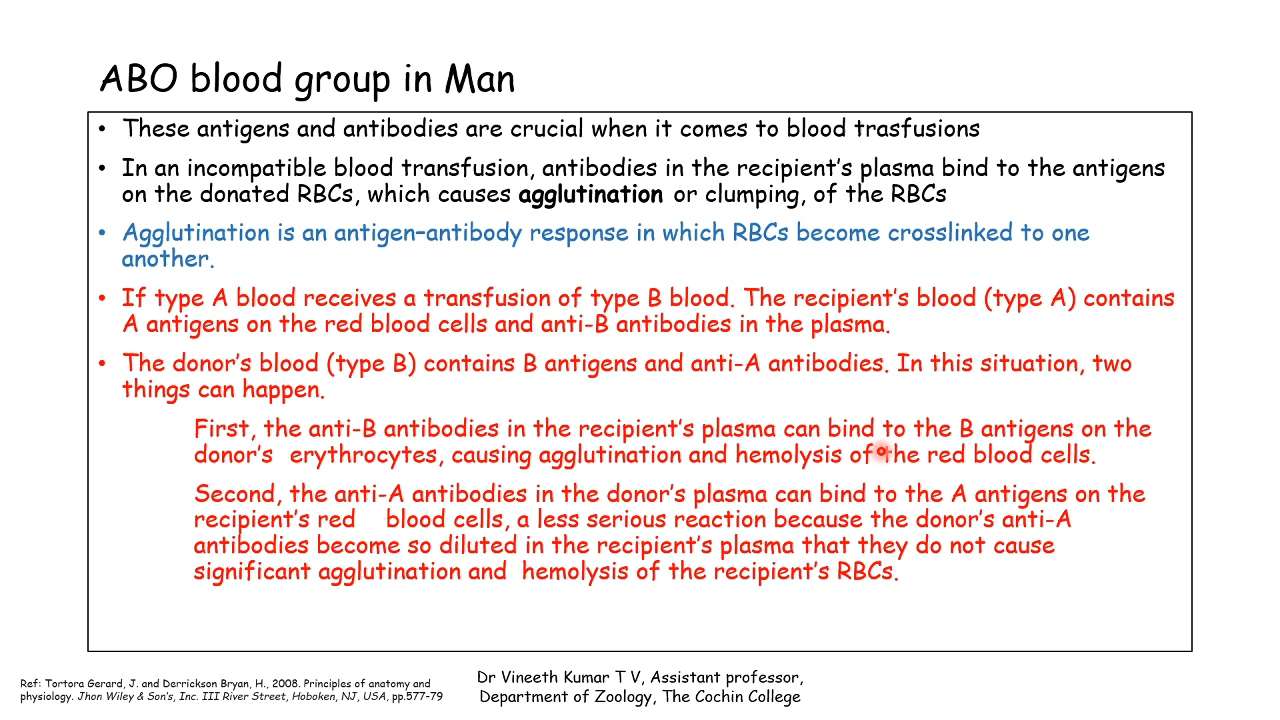 ABO blood group in Man
• These antigens and antibodies are crucial when it comes to blood trasfusions
• In an incompatible blood transfusion, antibodies in the recipient's plasma bind to the antigens
on the donated RBCs, which causes agglutination or clumping, of the RBCs
• Agglutination is an antigen–antibody response in which RBCs become crosslinked to one
another.
• If type A blood receives a transfusion of type B blood. The recipient's blood (type A) contains
A antigens on the red blood cells and anti-B antibodies in the plasma.
• The donor's blood (type B) contains B antigens and anti-A antibodies. In this situation, two
things can happen.
First, the anti-B antibodies in the recipient's plasma can bind to the B antigens on the
donor's erythrocytes, causing agglutination and hemolysis of the red blood cells.
Second, the anti-A antibodies in the donor's plasma can bind to the A antigens on the
recipient's red blood cells, a less serious reaction because the donor's anti-A
antibodies become so diluted in the recipient's plasma that they do not cause
significant agglutination and hemolysis of the recipient's RBCs.
Ref: Tortora Gerard, J. and Derrickson Bryan, H., 2008. Principles of anatomy and
physiology. Jhon Wiley & Son's, Inc. III River Street, Hoboken, NJ, USA, pp.577-79
Dr Vineeth Kumar T V, Assistant professor,
Department of Zoology, The Cochin College